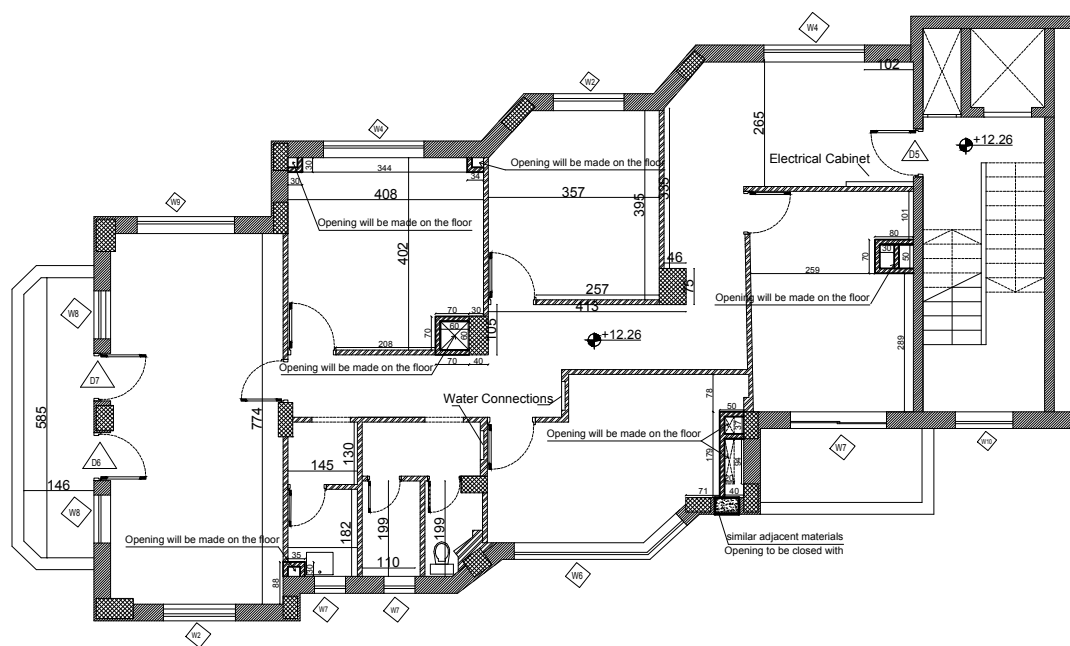 W4
102
W2
265
+12.26
D5
Electrical Cabinet
W4
Opening will be made on the floor
30
344
34
30
408
357
395
335
Opening will be made on the floor
W9
402
101
80
70
30
50
46
75
259
Opening will be made on the floor
257
413
70
30
70
60
60
105
208
70
40
Opening will be made on the floor
+12.26
289
W8
D7
585
774
Water Connections
78
50
37
Opening will be made on the floor
W7
W10
D6
146
145
130
179
94
W8
71
40
182
199
199
similar adjacent materials
Opening to be closed with
Opening will be made on the floor
35
30
88
110
W6
W7
W7
W2